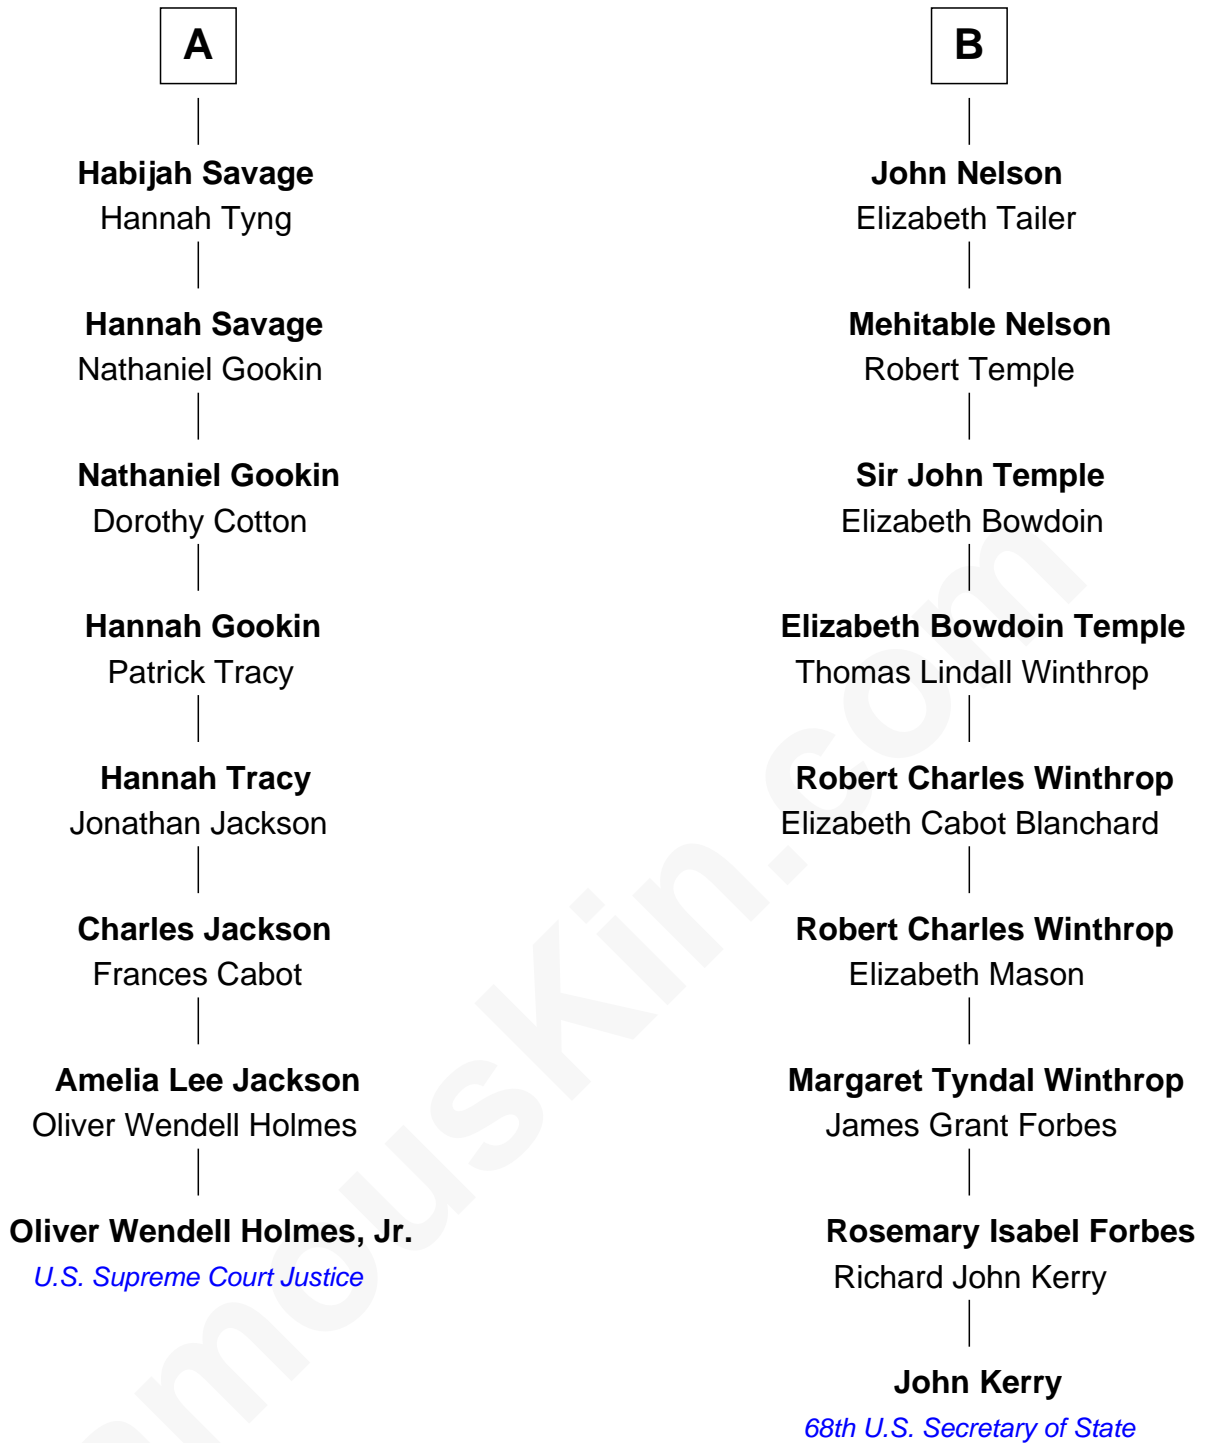 A
Habijah Savage
Hannah Tyng
Hannah Savage
Nathaniel Gookin
Nathaniel Gookin
Dorothy Cotton
Hannah Gookin
Patrick Tracy
Hannah Tracy
Jonathan Jackson
Charles Jackson
Frances Cabot
Amelia Lee Jackson
Oliver Wendell Holmes
Oliver Wendell Holmes, Jr.
U.S. Supreme Court Justice
B
John Nelson
Elizabeth Tailer
Mehitable Nelson
Robert Temple
Sir John Temple
Elizabeth Bowdoin
Elizabeth Bowdoin Temple
Thomas Lindall Winthrop
Robert Charles Winthrop
Elizabeth Cabot Blanchard
Robert Charles Winthrop
Elizabeth Mason
Margaret Tyndal Winthrop
James Grant Forbes
Rosemary Isabel Forbes
Richard John Kerry
John Kerry
68th U.S. Secretary of State
amouskin.com